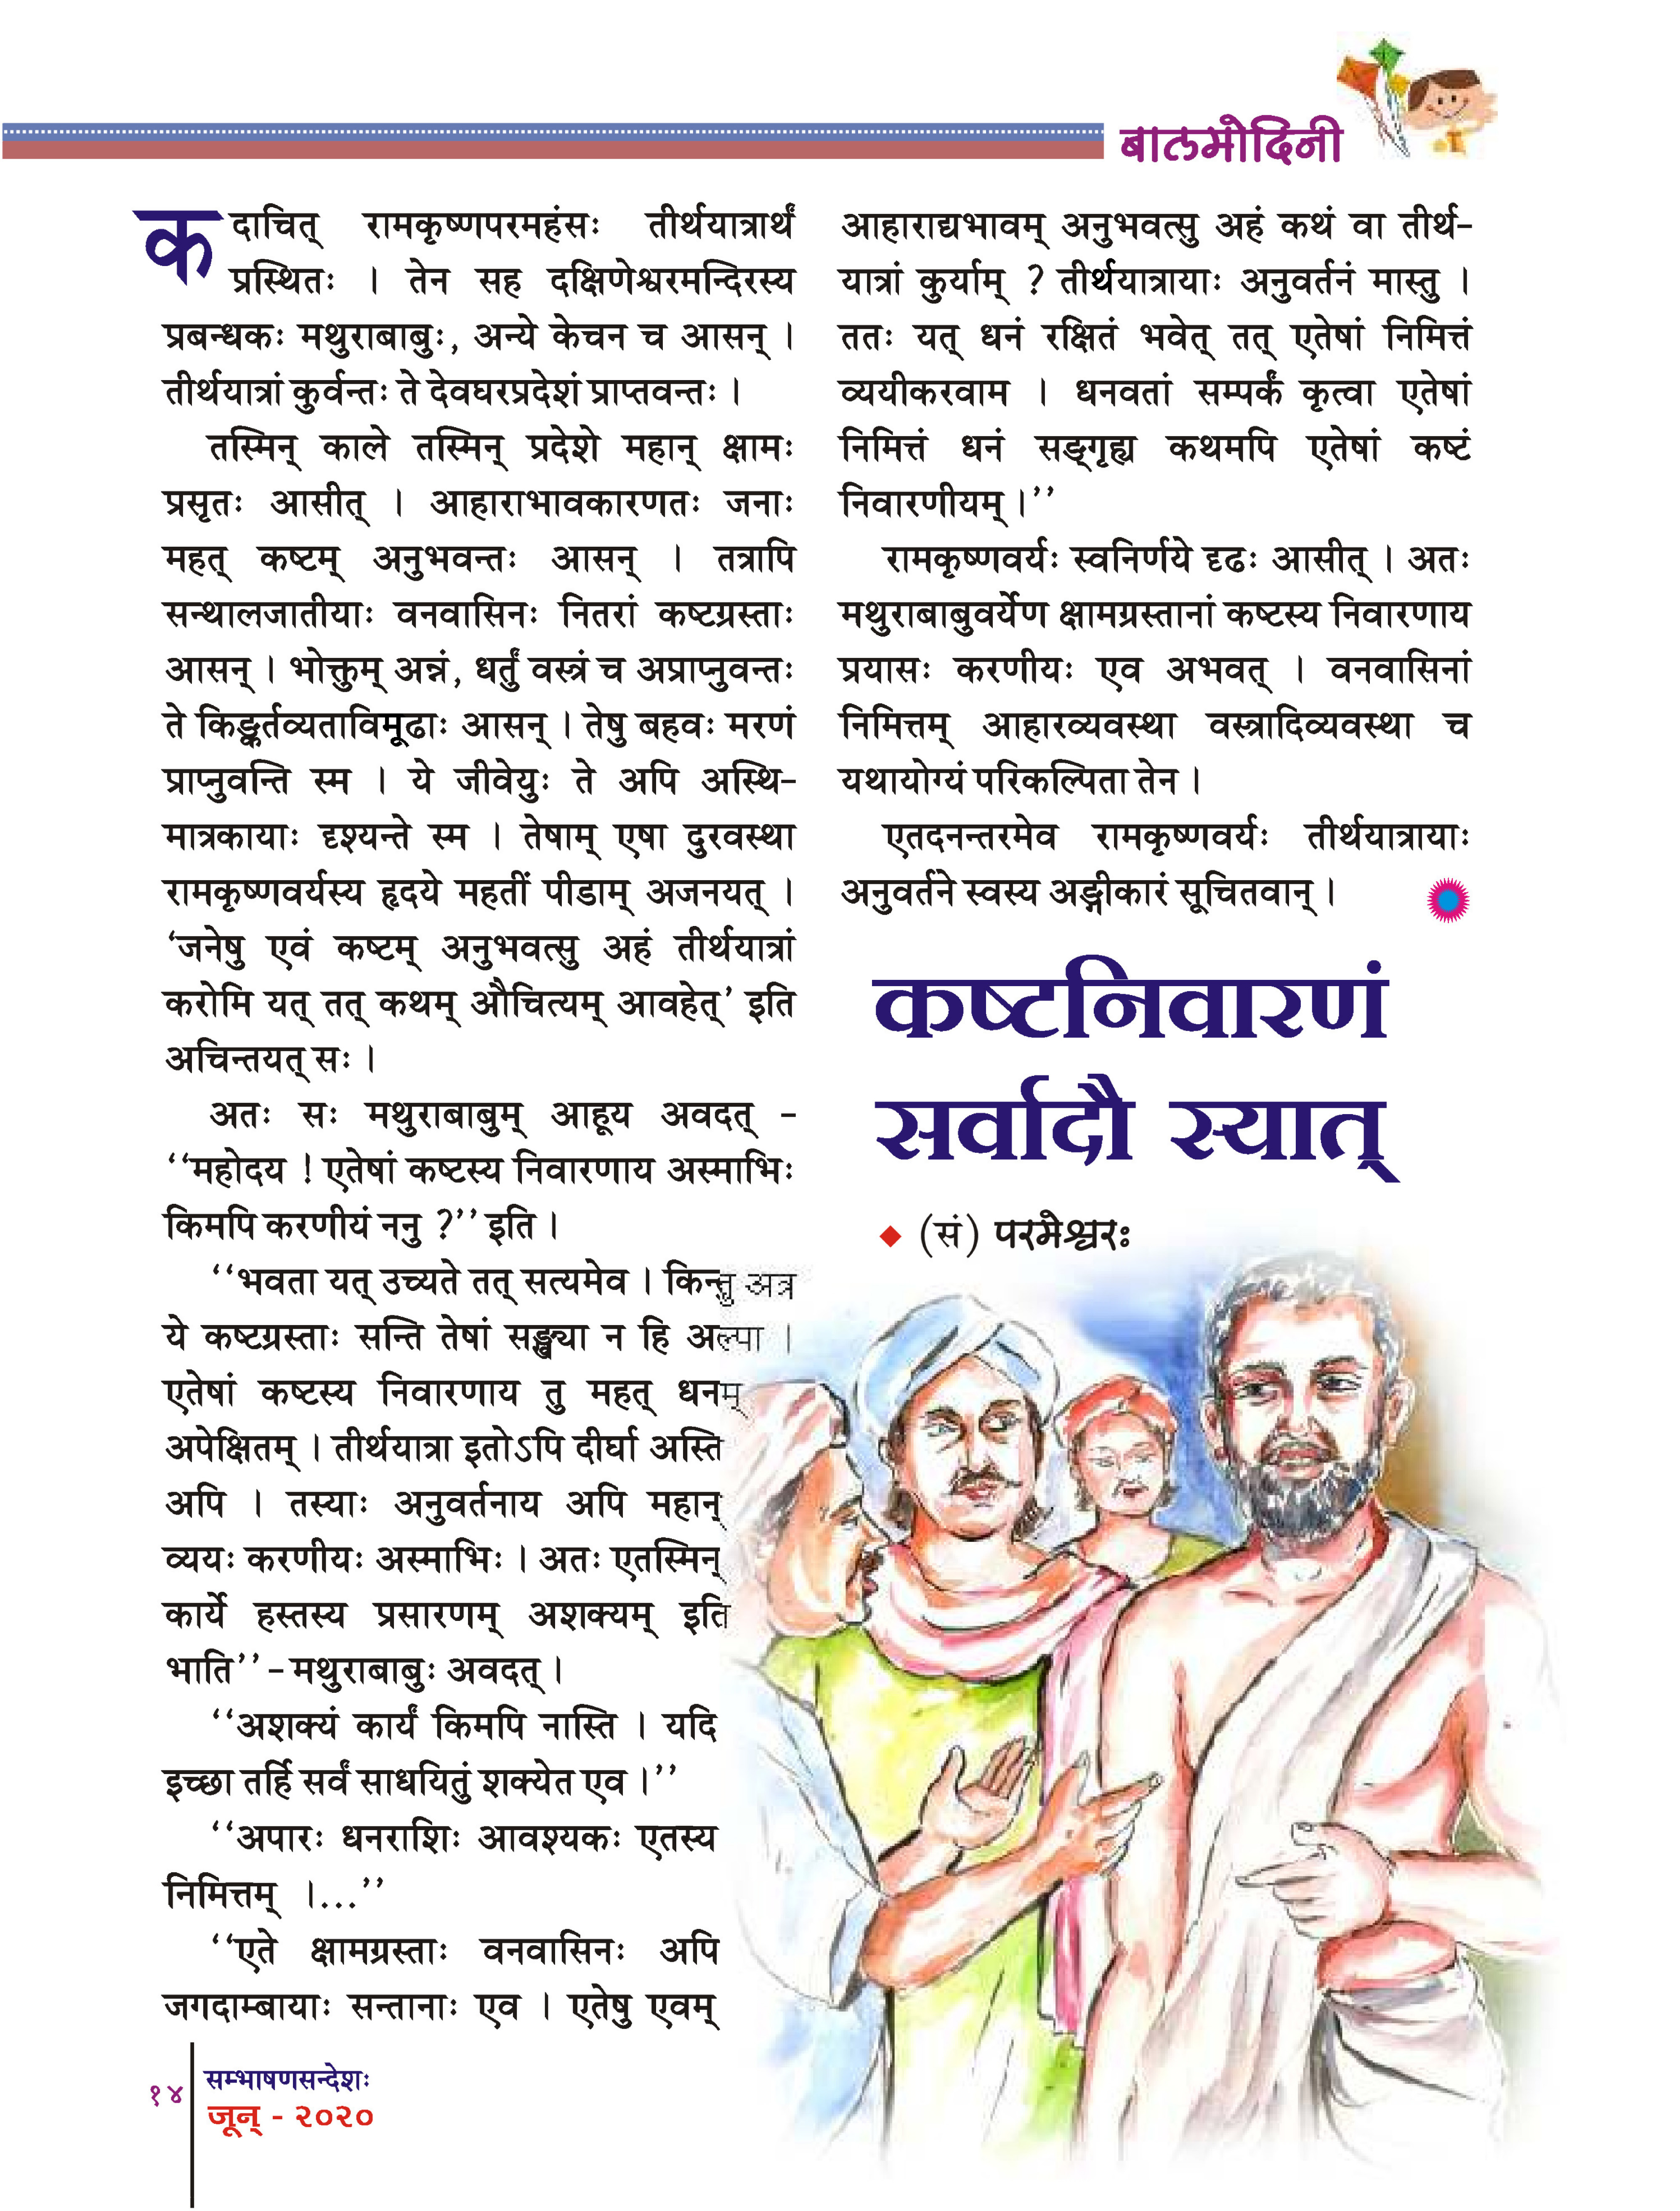 बालमोदिनी
कदाचित् रामकृष्णपरमहंसः तीर्थयात्रार्थं
प्रस्थितः । तेन सह दक्षिणेश्वरमन्दिरस्य
प्रबन्धकः मथुराबाबुः, अन्ये केचन च आसन् ।
तीर्थयात्रां कुर्वन्तः ते देवघरप्रदेशं प्राप्तवन्तः ।
तस्मिन् काले तस्मिन् प्रदेशे महान् क्षामः
प्रसृतः आसीत् । आहाराभावकारणतः जनाः
महत् कष्टम् अनुभवन्तः आसन् । तत्रापि
सन्थालजातीयाः वनवासिनः नितरां कष्टग्रस्ताः
आसन् । भोक्तुम् अन्नं, धर्तुं वस्त्रं च अप्राप्नुवन्तः
ते किङ्कर्तव्यताविमूढाः आसन् । तेषु बहवः मरणं
प्राप्नुवन्ति स्म । ये जीवेयुः ते अपि अस्थि-
मात्रकायाः दृश्यन्ते स्म । तेषाम् एषा दुरवस्था
रामकृष्णवर्यस्य हृदये महतीं पीडाम् अजनयत् ।
‘जनेषु एवं कष्टम् अनुभवत्सु अहं तीर्थयात्रां
करोमि यत् तत् कथम् औचित्यम् आवहेत्’ इति
अचिन्तयत् सः ।
अतः सः मथुराबाबुम् आहूय अवदत् -
‘‘महोदय ! एतेषां कष्टस्य निवारणाय अस्माभिः
किमपि करणीयं ननु ?’’ इति ।
‘‘भवता यत् उच्यते तत् सत्यमेव । किन्तु अत्र
ये कष्टग्रस्ताः सन्ति तेषां सङ्ख्या न हि अल्पा ।
एतेषां कष्टस्य निवारणाय तु महत् धनम्
अपेक्षितम् । तीर्थयात्रा इतोऽपि दीर्घा अस्ति
अपि । तस्याः अनुवर्तनाय अपि महान्
व्ययः करणीयः अस्माभिः । अतः एतस्मिन्
कार्ये हस्तस्य प्रसारणम् अशक्यम् इति
भाति’’ - मथुराबाबुः अवदत् ।
‘‘अशक्यं कार्यं किमपि नास्ति । यदि
इच्छा तर्हि सर्वं साधयितुं शक्येत एव ।’’
‘‘अपारः धनराशिः आवश्यकः एतस्य
निमित्तम् ।...’’
‘‘एते क्षामग्रस्ताः वनवासिनः अपि
जगदाम्बायाः सन्तानाः एव । एतेषु एवम्
आहाराद्यभावम् अनुभवत्सु अहं कथं वा तीर्थ-
यात्रां कुर्याम् ? तीर्थयात्रायाः अनुवर्तनं मास्तु ।
ततः यत् धनं रक्षितं भवेत् तत् एतेषां निमित्तं
व्ययीकरवाम । धनवतां सम्पर्कं कृत्वा एतेषां
निमित्तं धनं सङ्गृह्य कथमपि एतेषां कष्टं
निवारणीयम् ।’’
रामकृष्णवर्यः स्वनिर्णये दृढः आसीत् । अतः
मथुराबाबुवर्येण क्षामग्रस्तानां कष्टस्य निवारणाय
प्रयासः करणीयः एव अभवत् । वनवासिनां
निमित्तम् आहारव्यवस्था वस्त्रादिव्यवस्था च
यथायोग्यं परिकल्पिता तेन ।
एतदनन्तरमेव रामकृष्णवर्यः तीर्थयात्रायाः
अनुवर्तने स्वस्य अङ्गीकारं सूचितवान् ।
कष्टनिवारणं
सर्वादौ स्यात्
(सं) परमेश्वरः
१४
सम्भाषणसन्देशः
जून् - २०२०